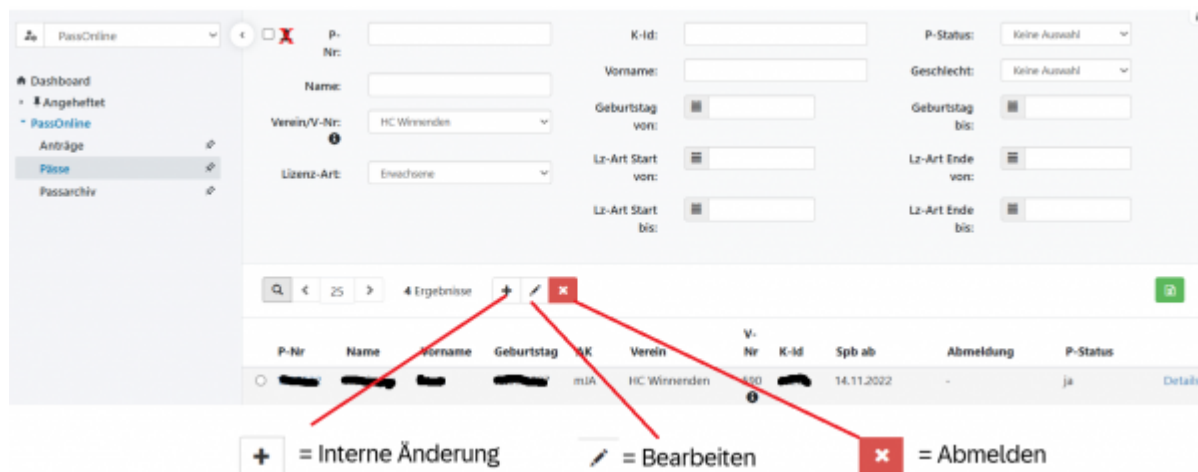 PassOnline
Dashboard
Angeheftet
PassOnline
Anträge
Pässe
Passarchiv
P-Nr:
K-Id:
P-Status:
Keine Auswahl
Name:
Vorname:
Geschlecht:
Keine Auswahl
Verein/V-Nr:
HC Winnenden
Geburtstag von:
Geburtstag bis:
Lizenz-Art:
Erwachsene
Lz-Art Start von:
Lz-Art Ende von:
Lz-Art Start bis:
Lz-Art Ende bis:
25
4 Ergebnisse
P-Nr Name Vorname Geburtstag AK Verein V-Nr K-Id Spb ab Abmeldung P-Status
mJA HC Winnenden 14.11.2022 - ja Details
+ = Interne Änderung
= Bearbeiten
x = Abmelden